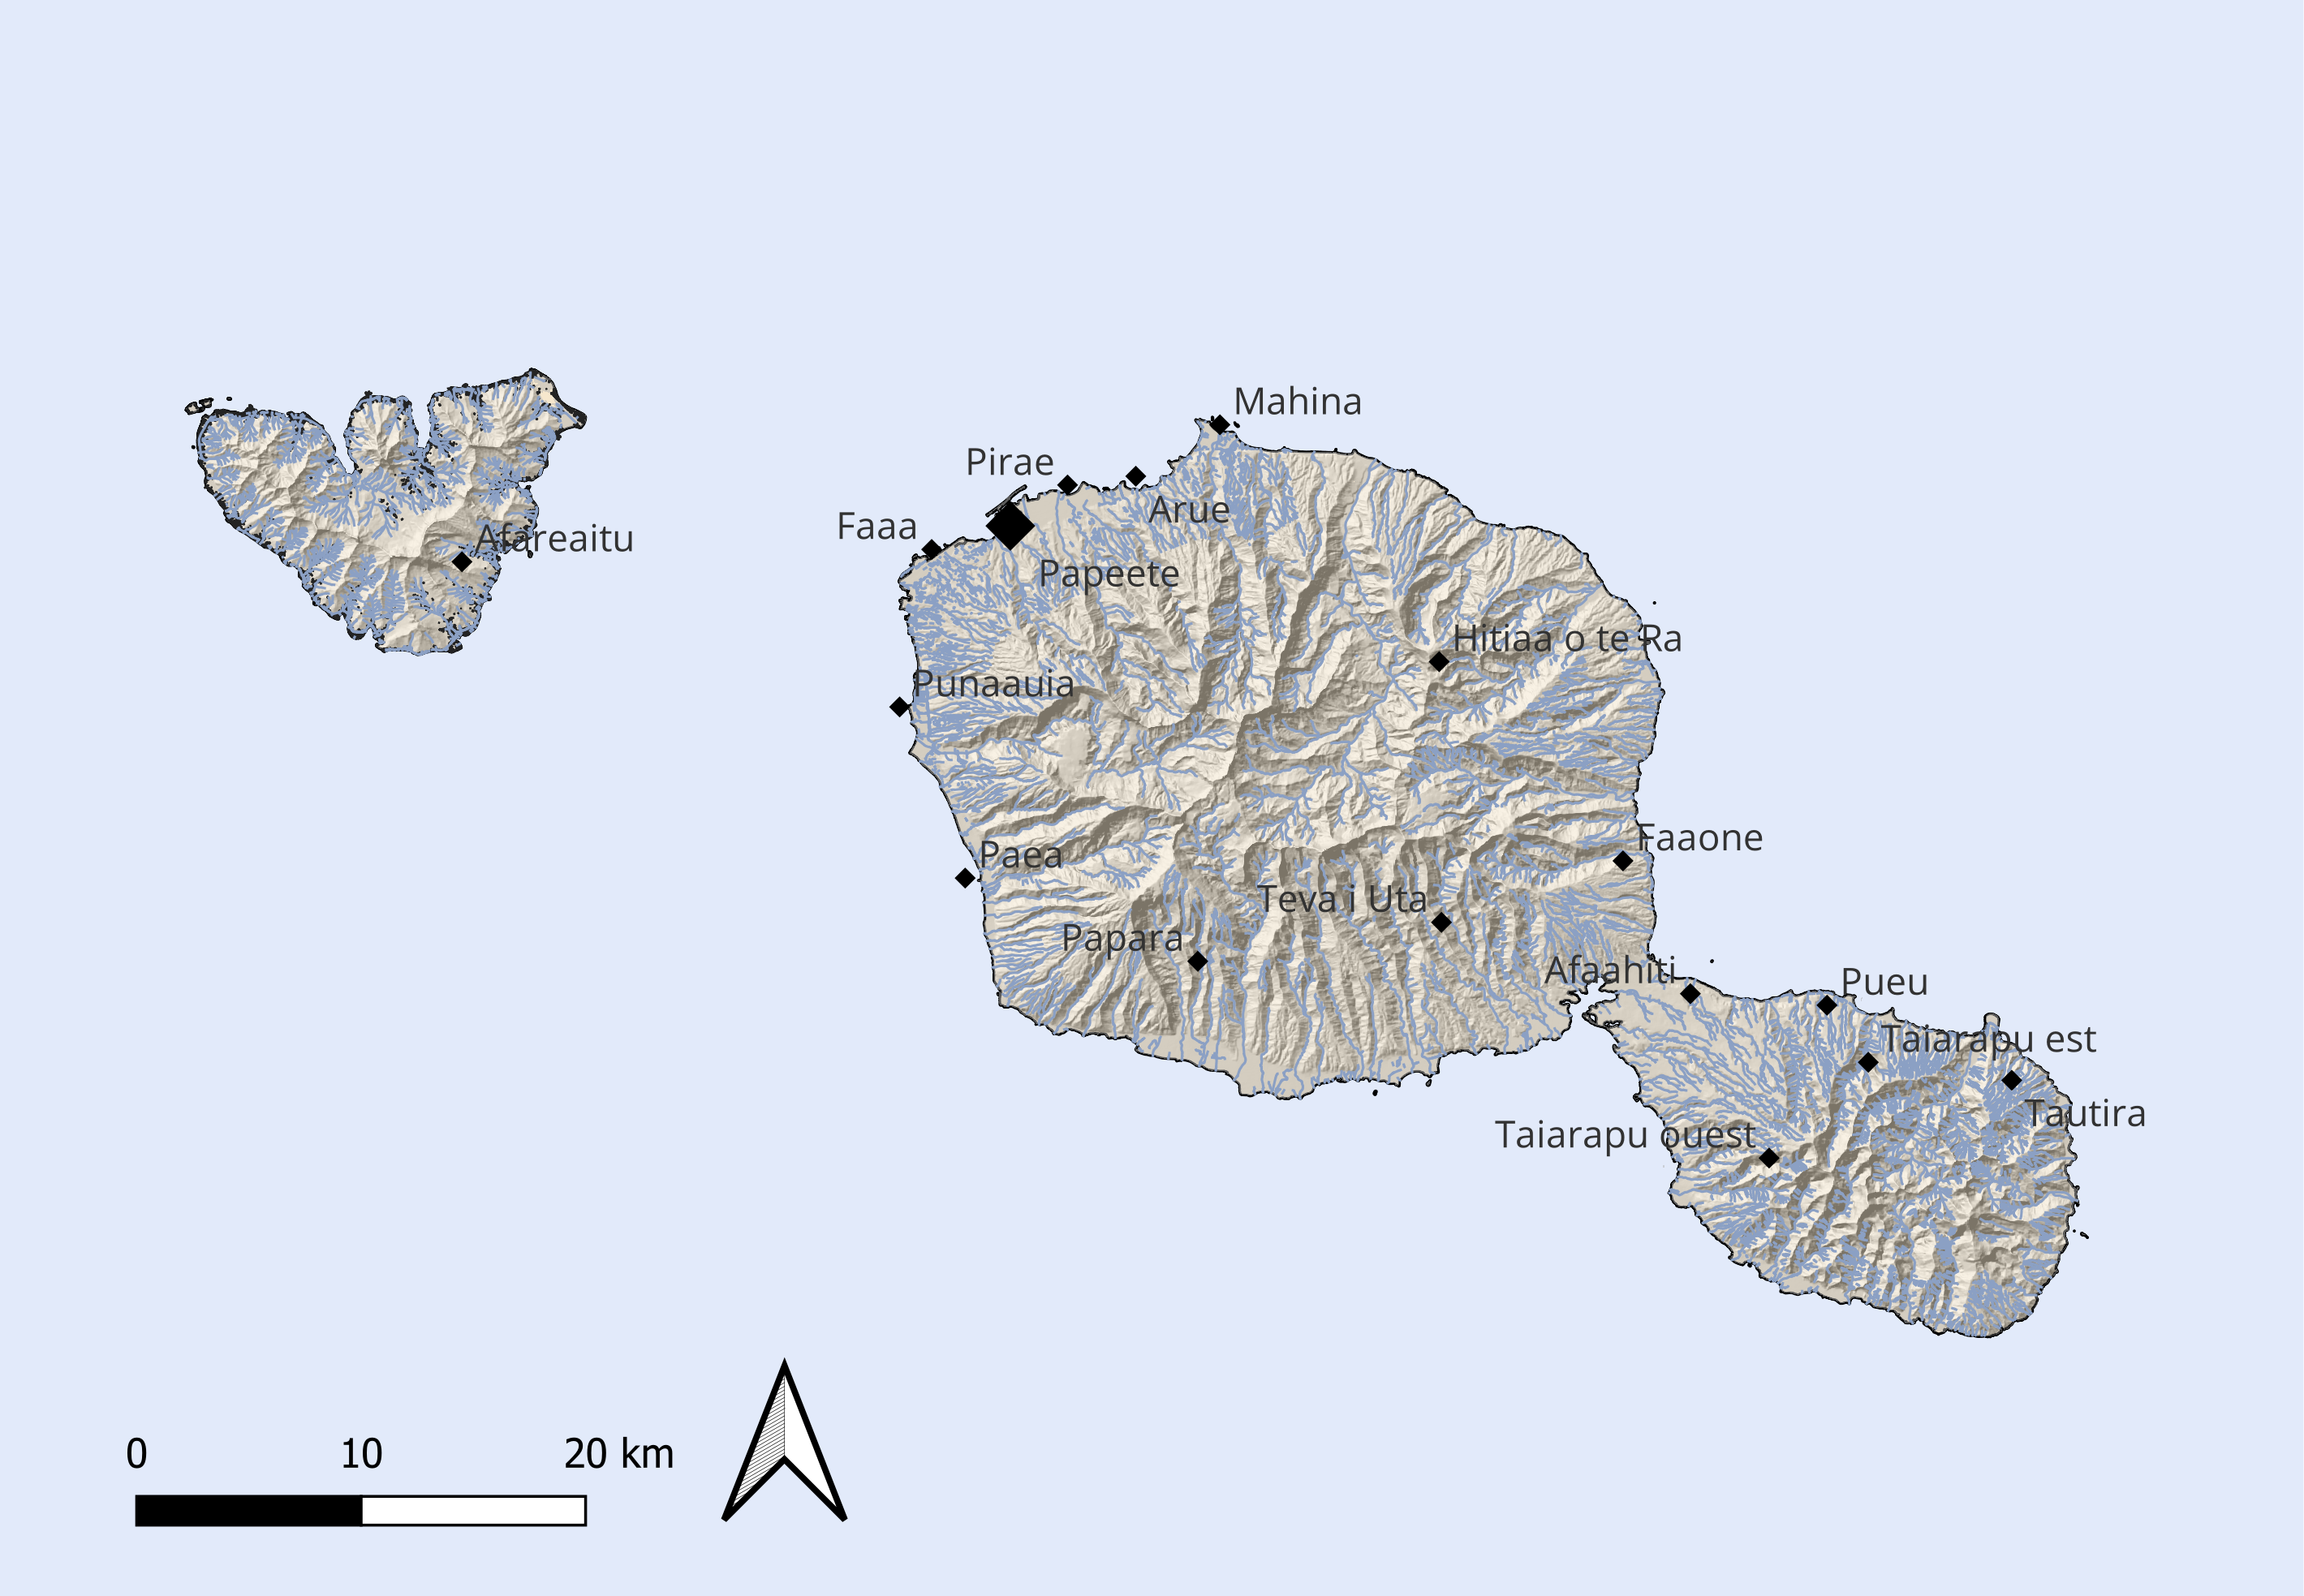 Mahina
Pirae
Arue
Faaa
Afareaitu
Papeete
Hitiaa o te Ra
Punaauia
Faaone
Paea
Teva i Uta
Papara
Afaahiti
Pueu
Taiarapu est
Tautira
Taiarapu ouest
0 10 20 km